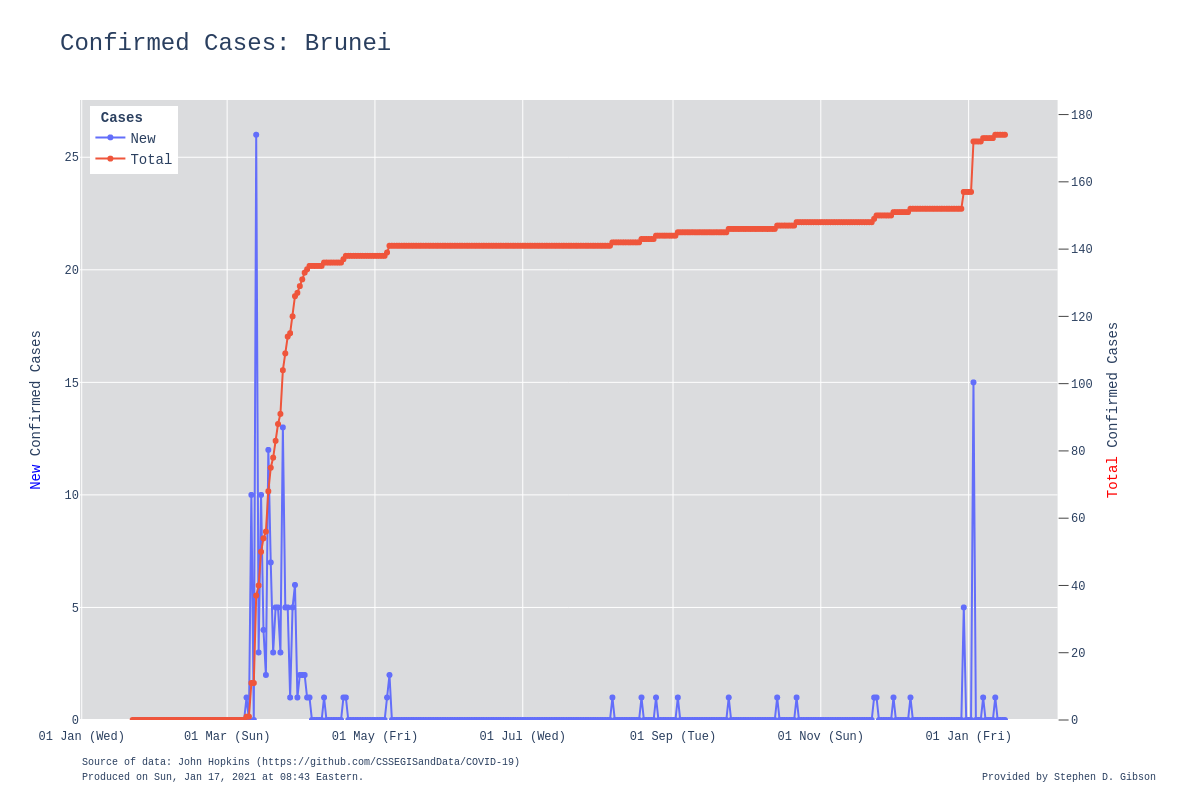 Confirmed Cases: Brunei
Cases
New
Total
25
20
15
10
5
0
New Confirmed Cases
180
160
140
120
100
80
60
40
20
0
Total Confirmed Cases
01 Jan (Wed) 01 Mar (Sun) 01 May (Fri) 01 Jul (Wed) 01 Sep (Tue) 01 Nov (Sun) 01 Jan (Fri)
Source of data: John Hopkins (https://github.com/CSSEGISandData/COVID-19)
Produced on Sun, Jan 17, 2021 at 08:43 Eastern.
Provided by Stephen D. Gibson